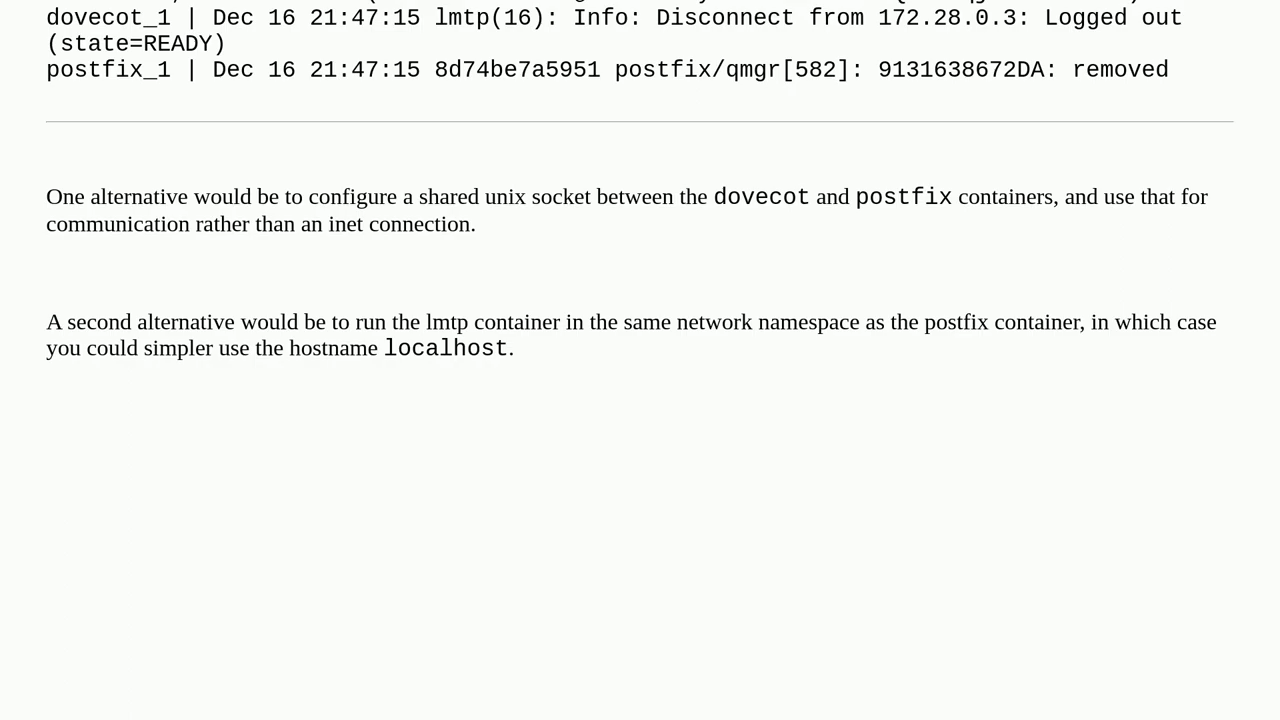 dovecot_1 | Dec 16 21:47:15 lmtp(16): Info: Disconnect from 172.28.0.3: Logged out
(state=READY)
postfix_1 | Dec 16 21:47:15 8d74be7a5951 postfix/qmgr[582]: 9131638672DA: removed
One alternative would be to configure a shared unix socket between the dovecot and postfix containers, and use that for
communication rather than an inet connection.
A second alternative would be to run the lmtp container in the same network namespace as the postfix container, in which case
you could simpler use the hostname localhost.